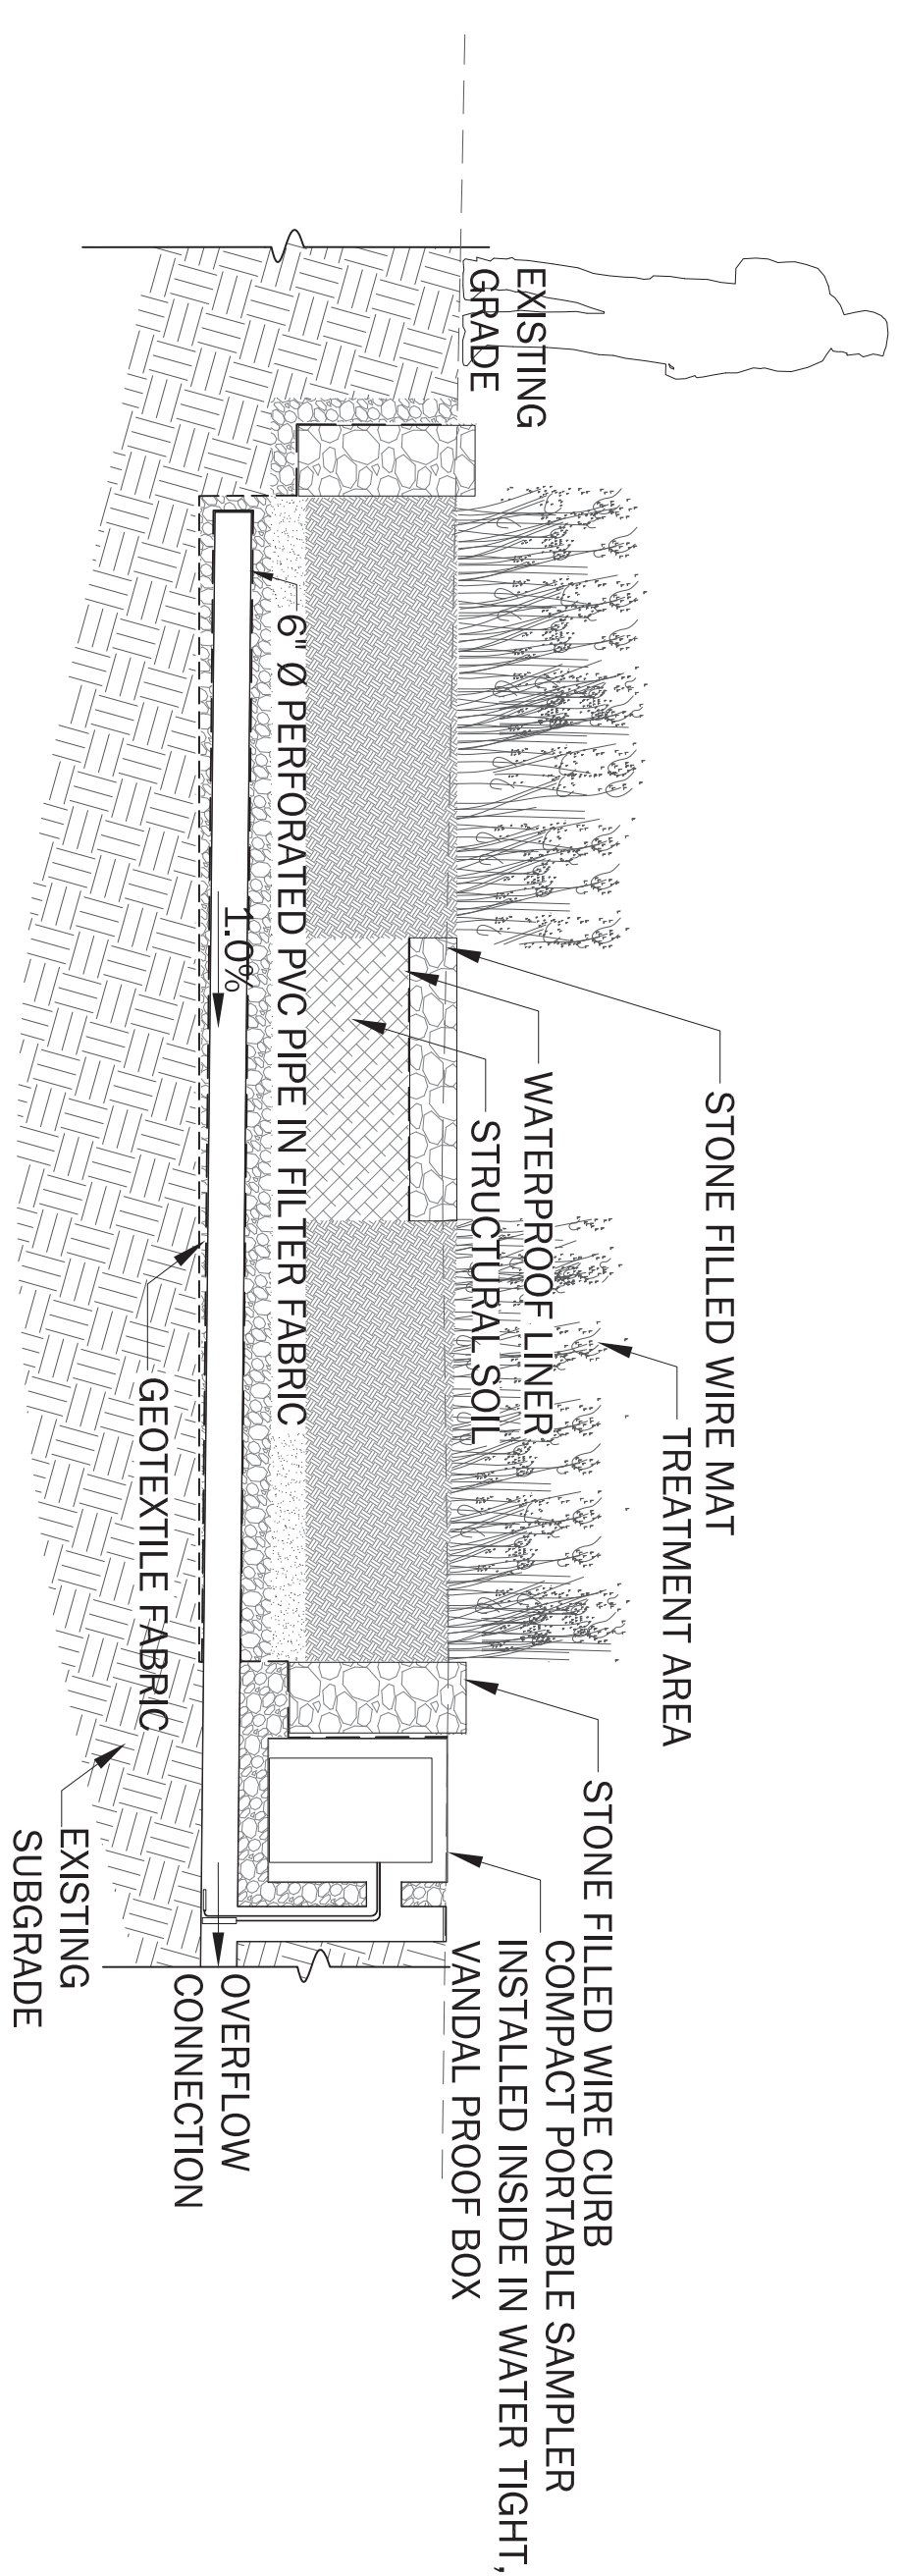 STONE FILLED WIRE MAT
TREATMENT AREA
STONE FILLED WIRE CURB
COMPACT PORTABLE SAMPLER
INSTALLED INSIDE IN WATER TIGHT,
VANDAL PROOF BOX
EXISTING
GRADE
WATERPROOF LINER
STRUCTURAL SOIL
6" Ø PERFORATED PVC PIPE IN FILTER FABRIC
1.0%
GEOTEXTILE FABRIC
OVERFLOW
CONNECTION
EXISTING
SUBGRADE